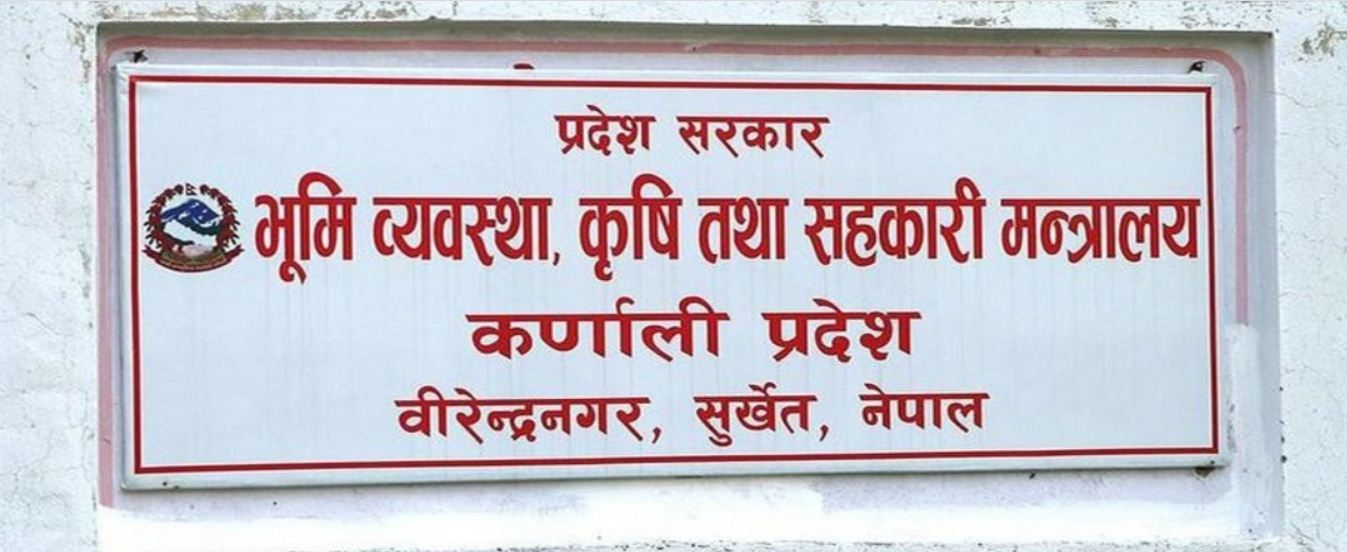 प्रदेश सरकार
भूमि व्यवस्था, कृषि तथा सहकारी मन्त्रालय
कर्णाली प्रदेश
वीरेन्द्रनगर, सुर्खेत, नेपाल